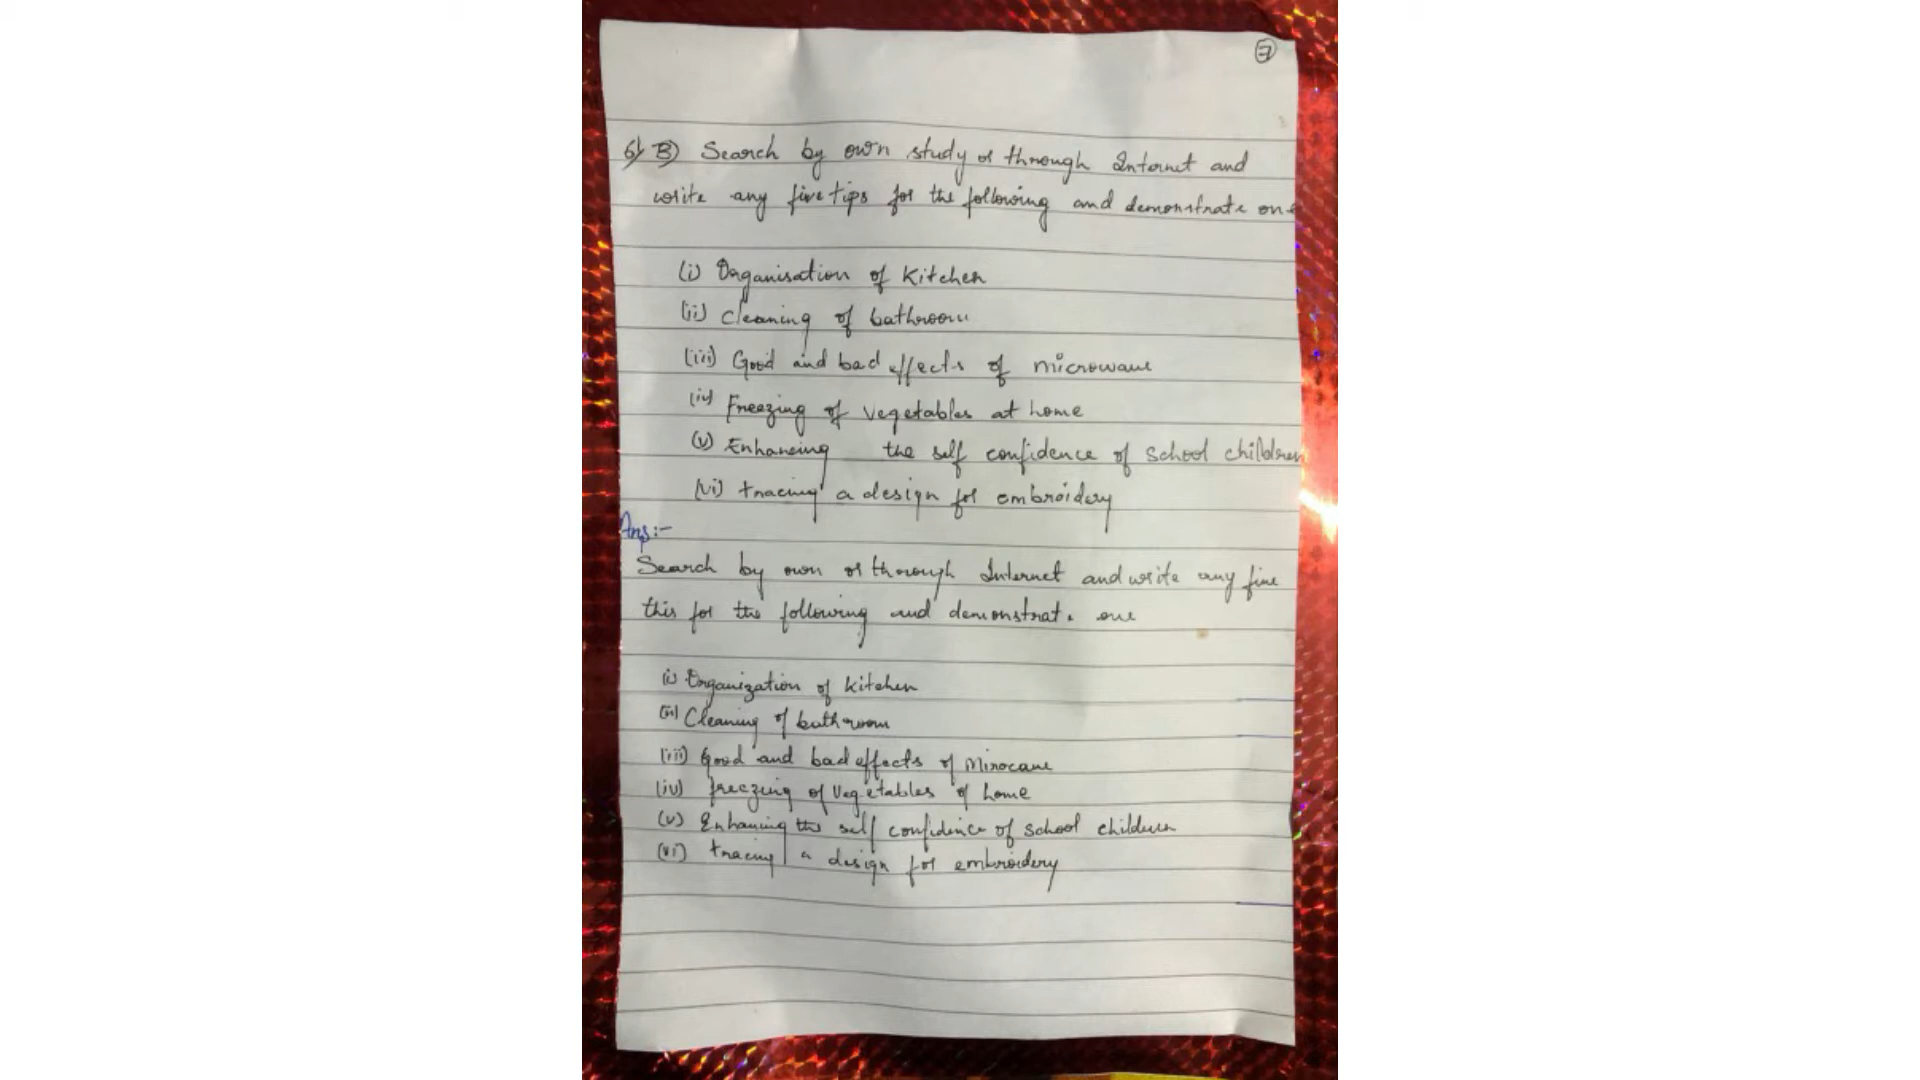 7
6) B) Search by own study or through Internet and
write any five tips for the following and demonstrate one
(i) Organisation of Kitchen
(ii) Cleaning of bathroom
(iii) Good and bad effects of microwave
(iv) Freezing of vegetables at home
(v) Enhancing the self confidence of school children
(vi) tracing a design for embroidery
Ans:-
Search by own or through Internet and write any five
this for the following and demonstrate one
(i) Organization of kitchen
(ii) Cleaning of bathroom
(iii) Good and bad effects of Mirocave
(iv) freezing of vegetables of home
(v) Enhancing the self confidence of school children
(vi) tracing a design for embroidery